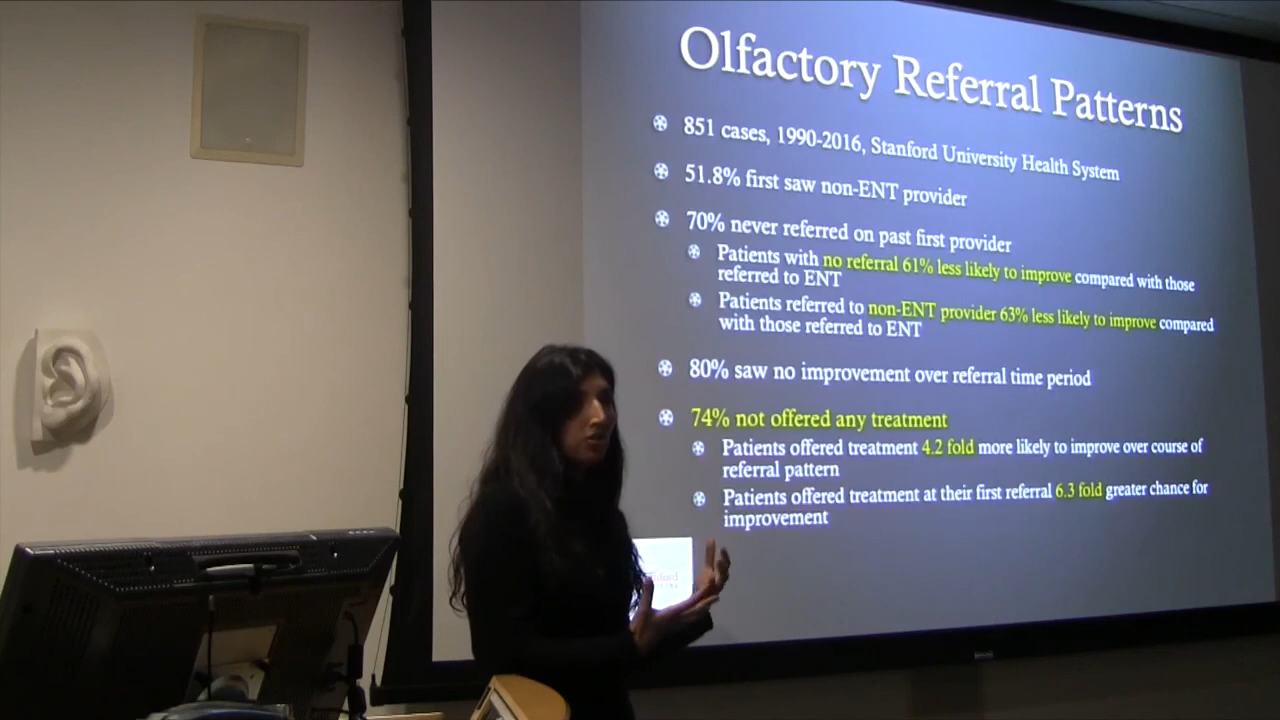 Olfactory Referral Patterns
851 cases, 1990-2016, Stanford University Health System
51.8% first saw non-ENT provider
70% never referred on past first provider
Patients with no referral 61% less likely to improve compared with those
referred to ENT
Patients referred to non-ENT provider 63% less likely to improve compared
with those referred to ENT
80% saw no improvement over referral time period
74% not offered any treatment
Patients offered treatment 4.2 fold more likely to improve over course of
referral pattern
Patients offered treatment at their first referral 6.3 fold greater chance for
improvement